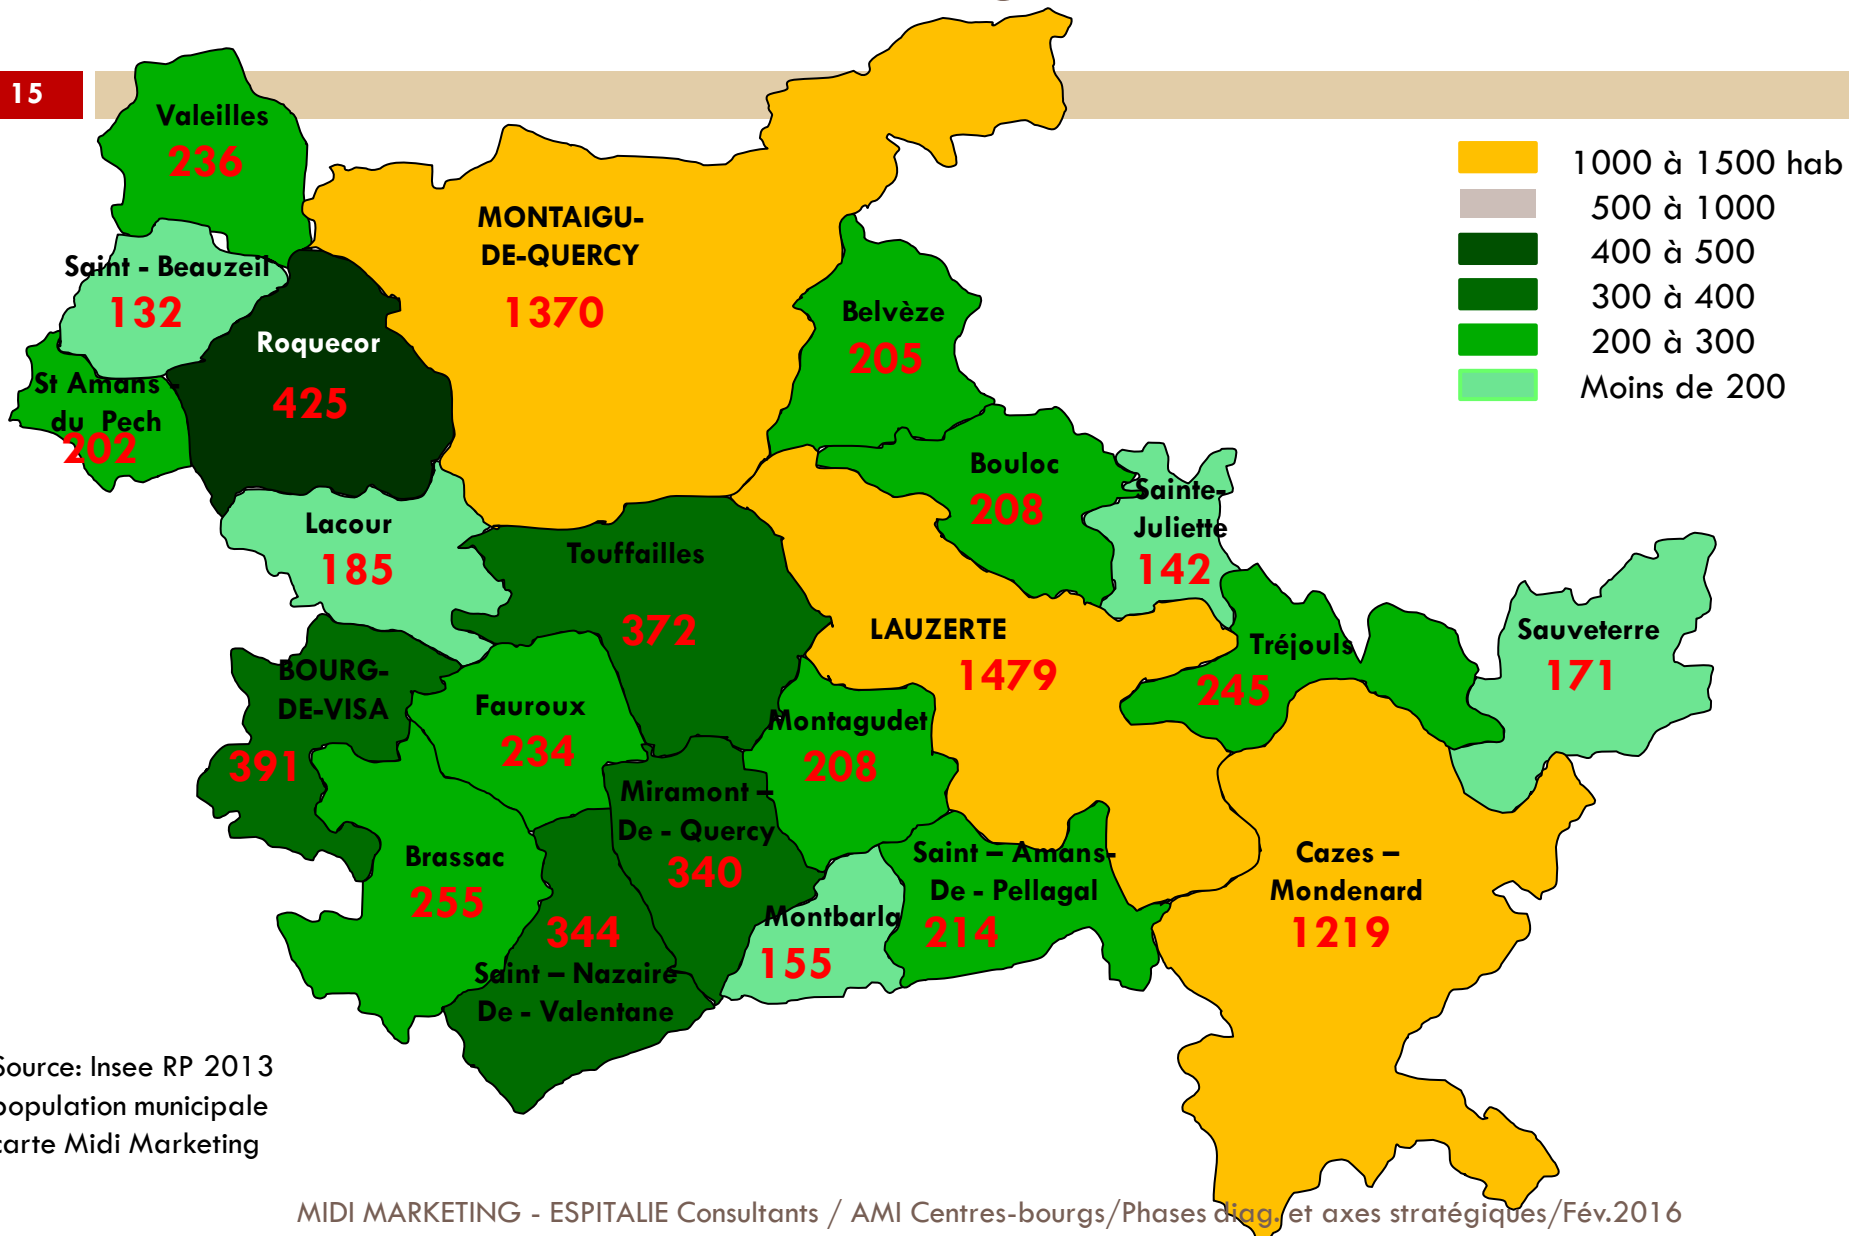 15
Valeilles
236
MONTAIGU-
DE-QUERCY
1370
Saint - Beauzeil
132
Roquecor
425
St Amans -
du Pech
202
Belvèze
205
Bouloc
208
Sainte-
Juliette
142
Lacour
185
Touffailles
372
LAUZERTE
1479
Tréjouls
245
Sauveterre
171
BOURG-
DE-VISA
391
Fauroux
234
Montagudet
208
Miramont –
De - Quercy
340
Brassac
255
344
Saint – Nazaire
De - Valentane
Montbarla
155
Saint – Amans-
De - Pellagal
214
Cazes –
Mondenard
1219
1000 à 1500 hab
500 à 1000
400 à 500
300 à 400
200 à 300
Moins de 200
Source: Insee RP 2013
population municipale
carte Midi Marketing
MIDI MARKETING - ESPITALIE Consultants / AMI Centres-bourgs/Phases diag. et axes stratégiques/Fév.2016